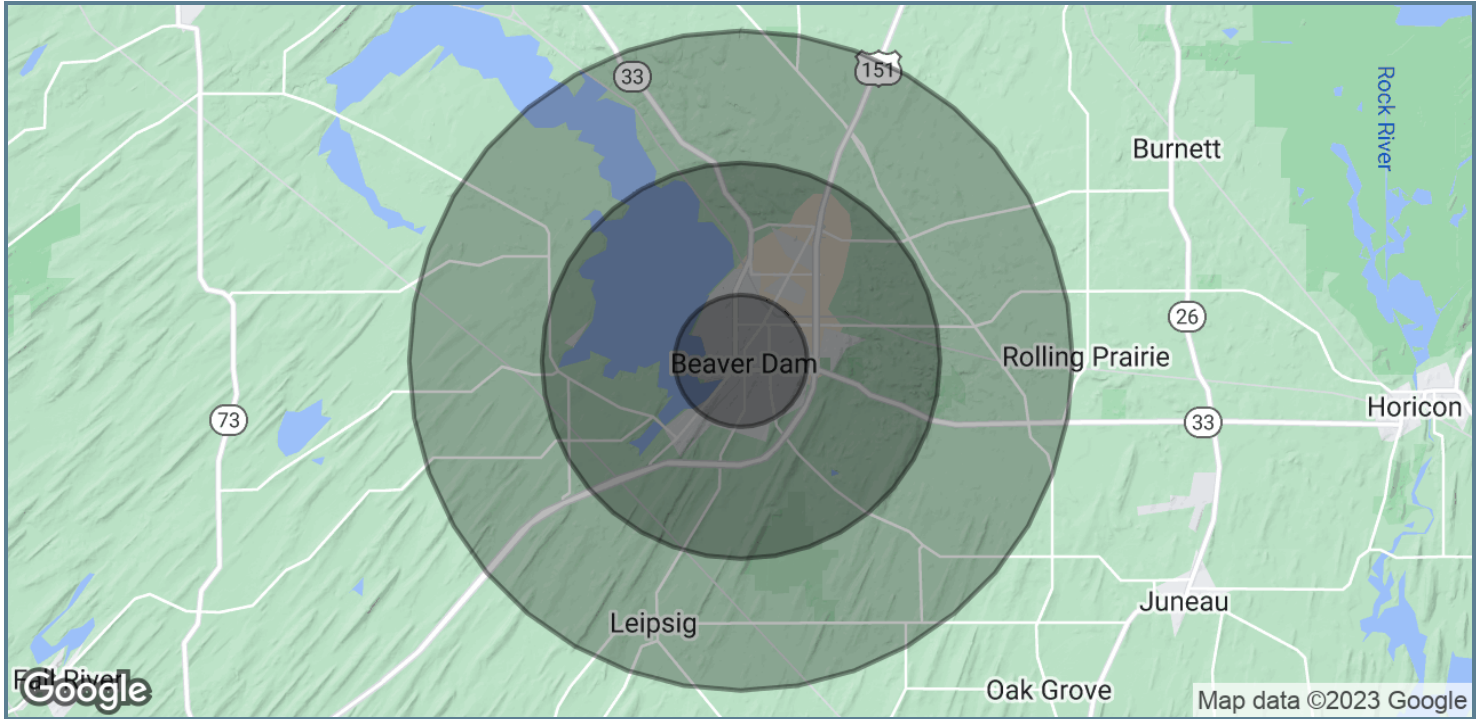 33
151
Rock River
Burnett
26
Beaver Dam
Rolling Prairie
Horicon
73
33
Juneau
Leipsig
Fall River
Oak Grove
Google
Map data ©2023 Google